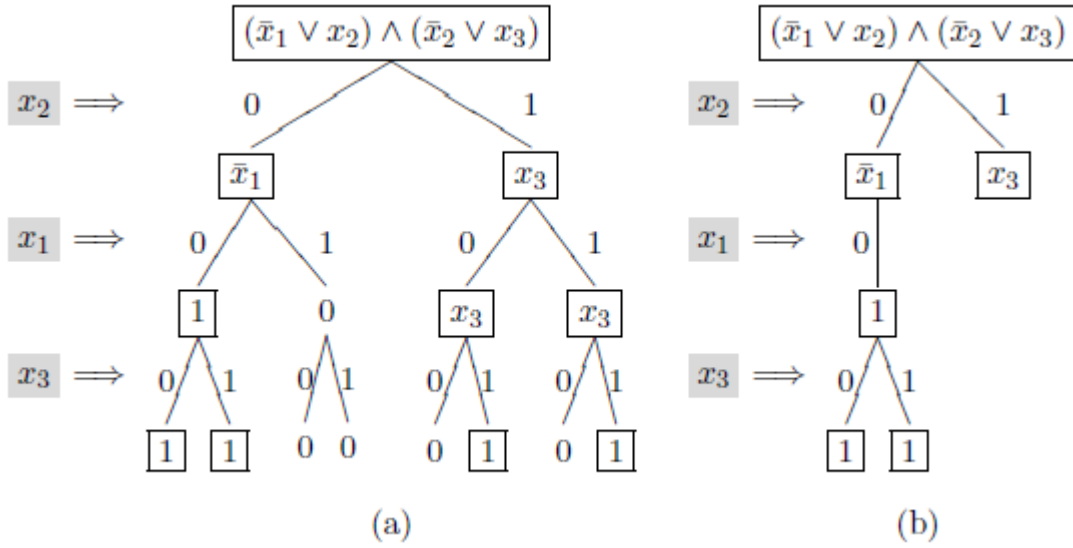 (x̄₁ ∨ x₂) ∧ (x̄₂ ∨ x₃) (x̄₁ ∨ x₂) ∧ (x̄₂ ∨ x₃)
x₂ ⟹ 0 1 x₂ ⟹ 0 1
x̄₁ x₃ x̄₁ x₃
x₁ ⟹ 0 1 0 1 x₁ ⟹ 0
1 0 x₃ x₃ 1
x₃ ⟹ 0 1 0 1 0 1 0 1 x₃ ⟹ 0 1
1 1 0 0 0 1 0 1 1 1
(a) (b)